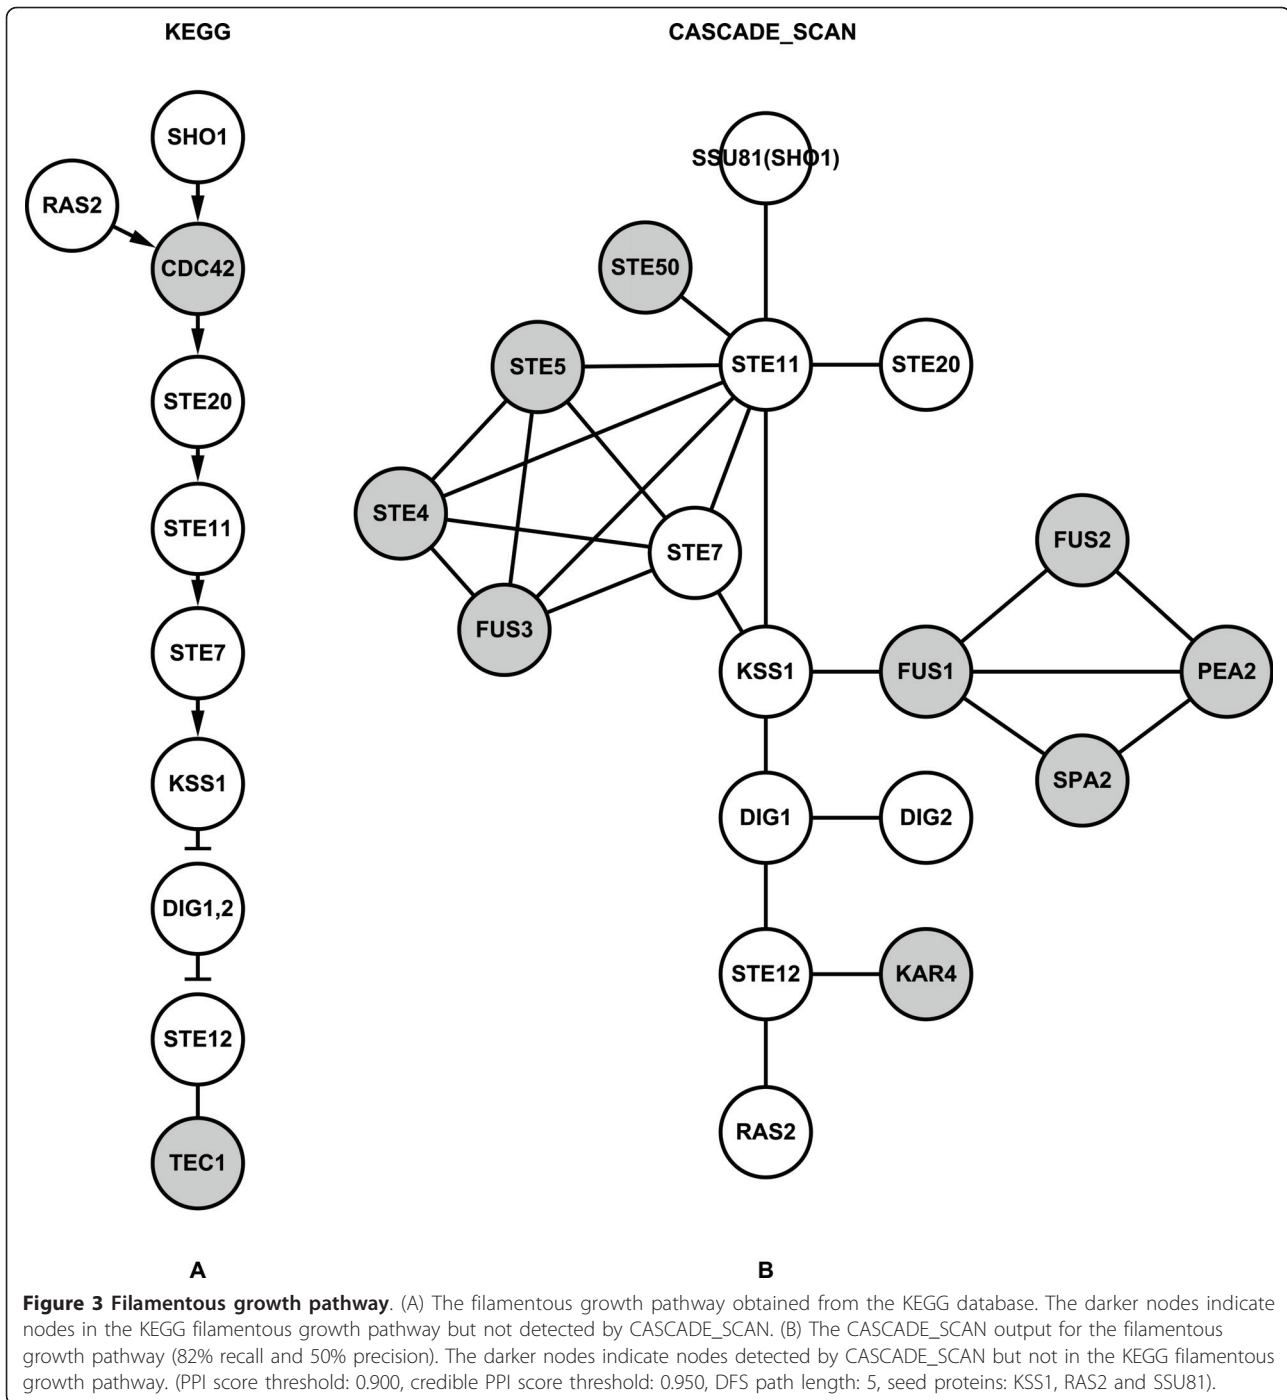 KEGG
CASCADE_SCAN
SHO1
RAS2
CDC42
STE20
STE11
STE7
KSS1
DIG1,2
STE12
TEC1
A
SSU81(SHO1)
STE50
STE5
STE11
STE20
STE4
STE7
FUS3
FUS2
KSS1
FUS1
PEA2
SPA2
DIG1
DIG2
STE12
KAR4
RAS2
B
Figure 3 Filamentous growth pathway. (A) The filamentous growth pathway obtained from the KEGG database. The darker nodes indicate
nodes in the KEGG filamentous growth pathway but not detected by CASCADE_SCAN. (B) The CASCADE_SCAN output for the filamentous
growth pathway (82% recall and 50% precision). The darker nodes indicate nodes detected by CASCADE_SCAN but not in the KEGG filamentous
growth pathway. (PPI score threshold: 0.900, credible PPI score threshold: 0.950, DFS path length: 5, seed proteins: KSS1, RAS2 and SSU81).